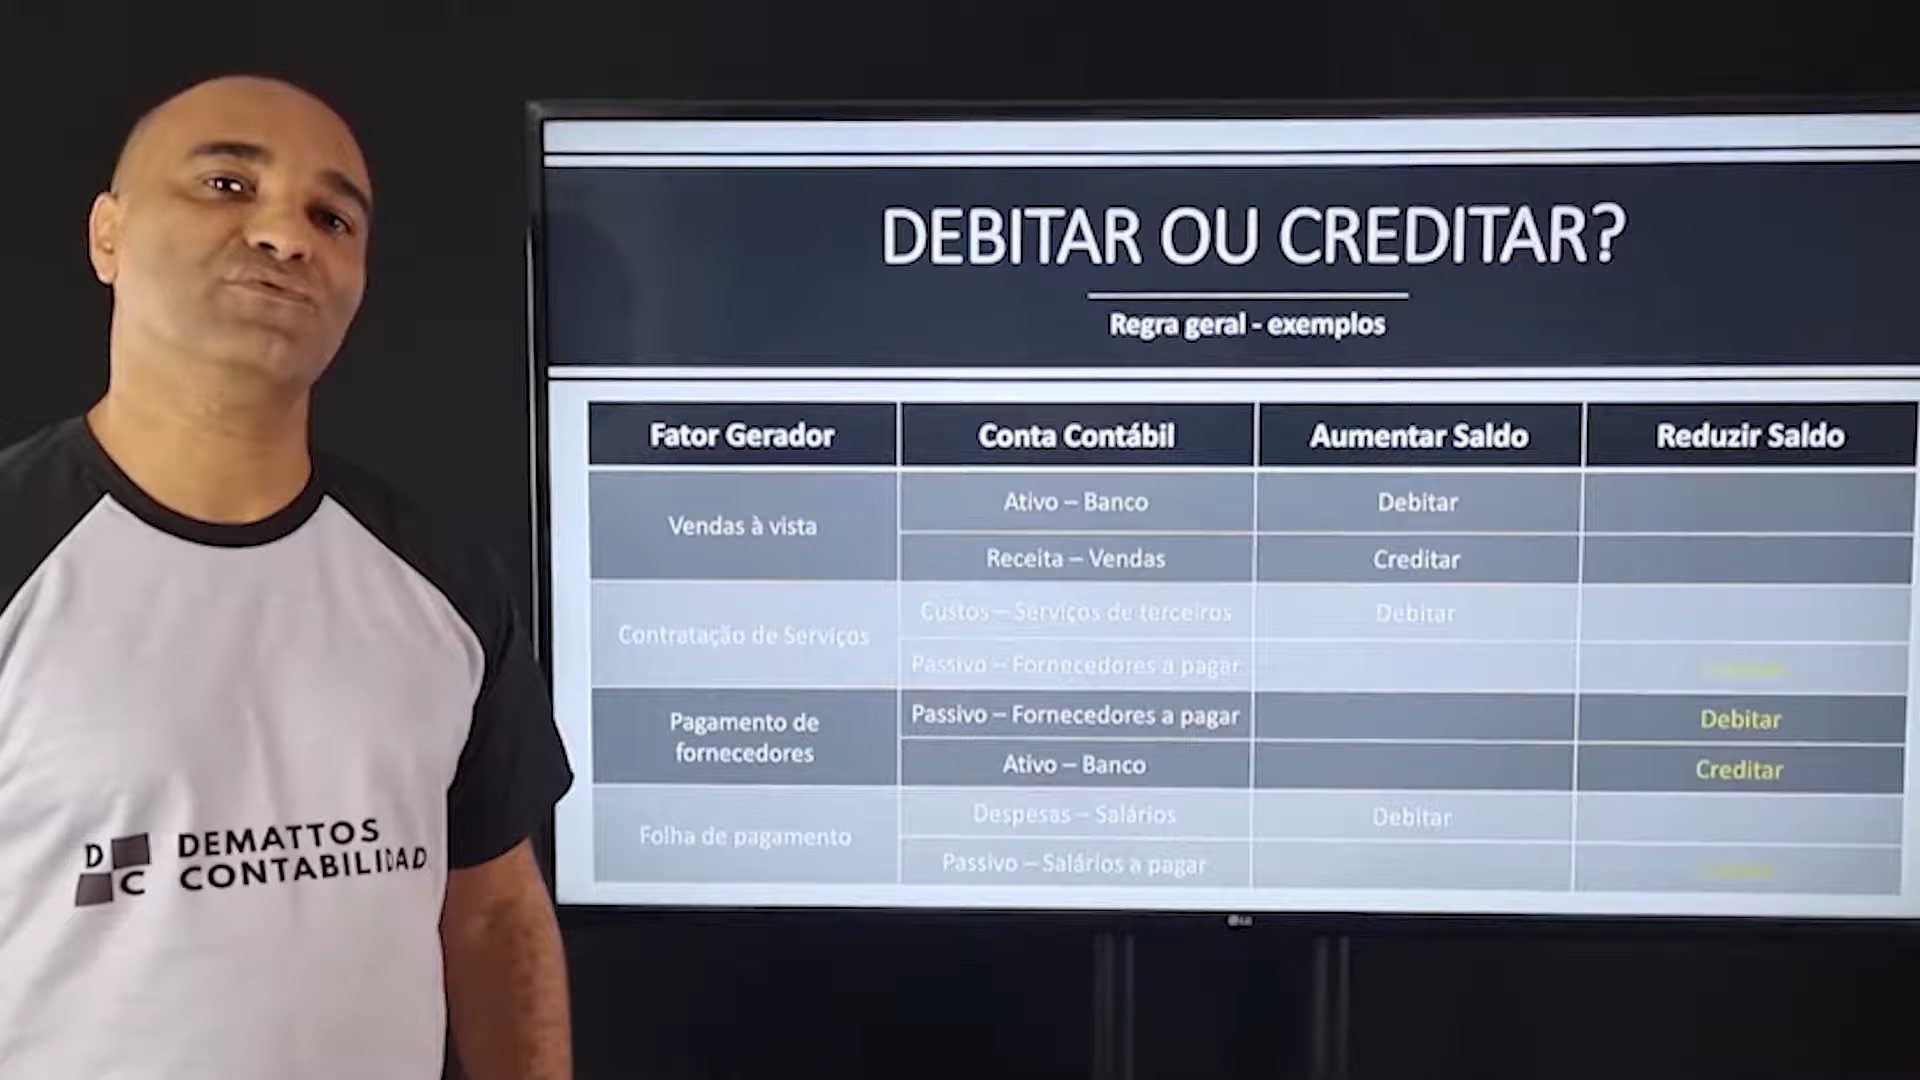 DEBITAR OU CREDITAR?
Regra geral - exemplos
Fator Gerador Conta Contábil Aumentar Saldo Reduzir Saldo
Vendas à vista
Ativo – Banco Debitar
Receita – Vendas Creditar
Contratação de Serviços
Custos – Serviços de terceiros Debitar
Passivo – Fornecedores a pagar
Pagamento de
fornecedores
Passivo – Fornecedores a pagar Debitar
Ativo – Banco Creditar
Folha de pagamento
Despesas – Salários Debitar
Passivo – Salários a pagar
LG
D
C
DEMATTOS
CONTABILIDAD